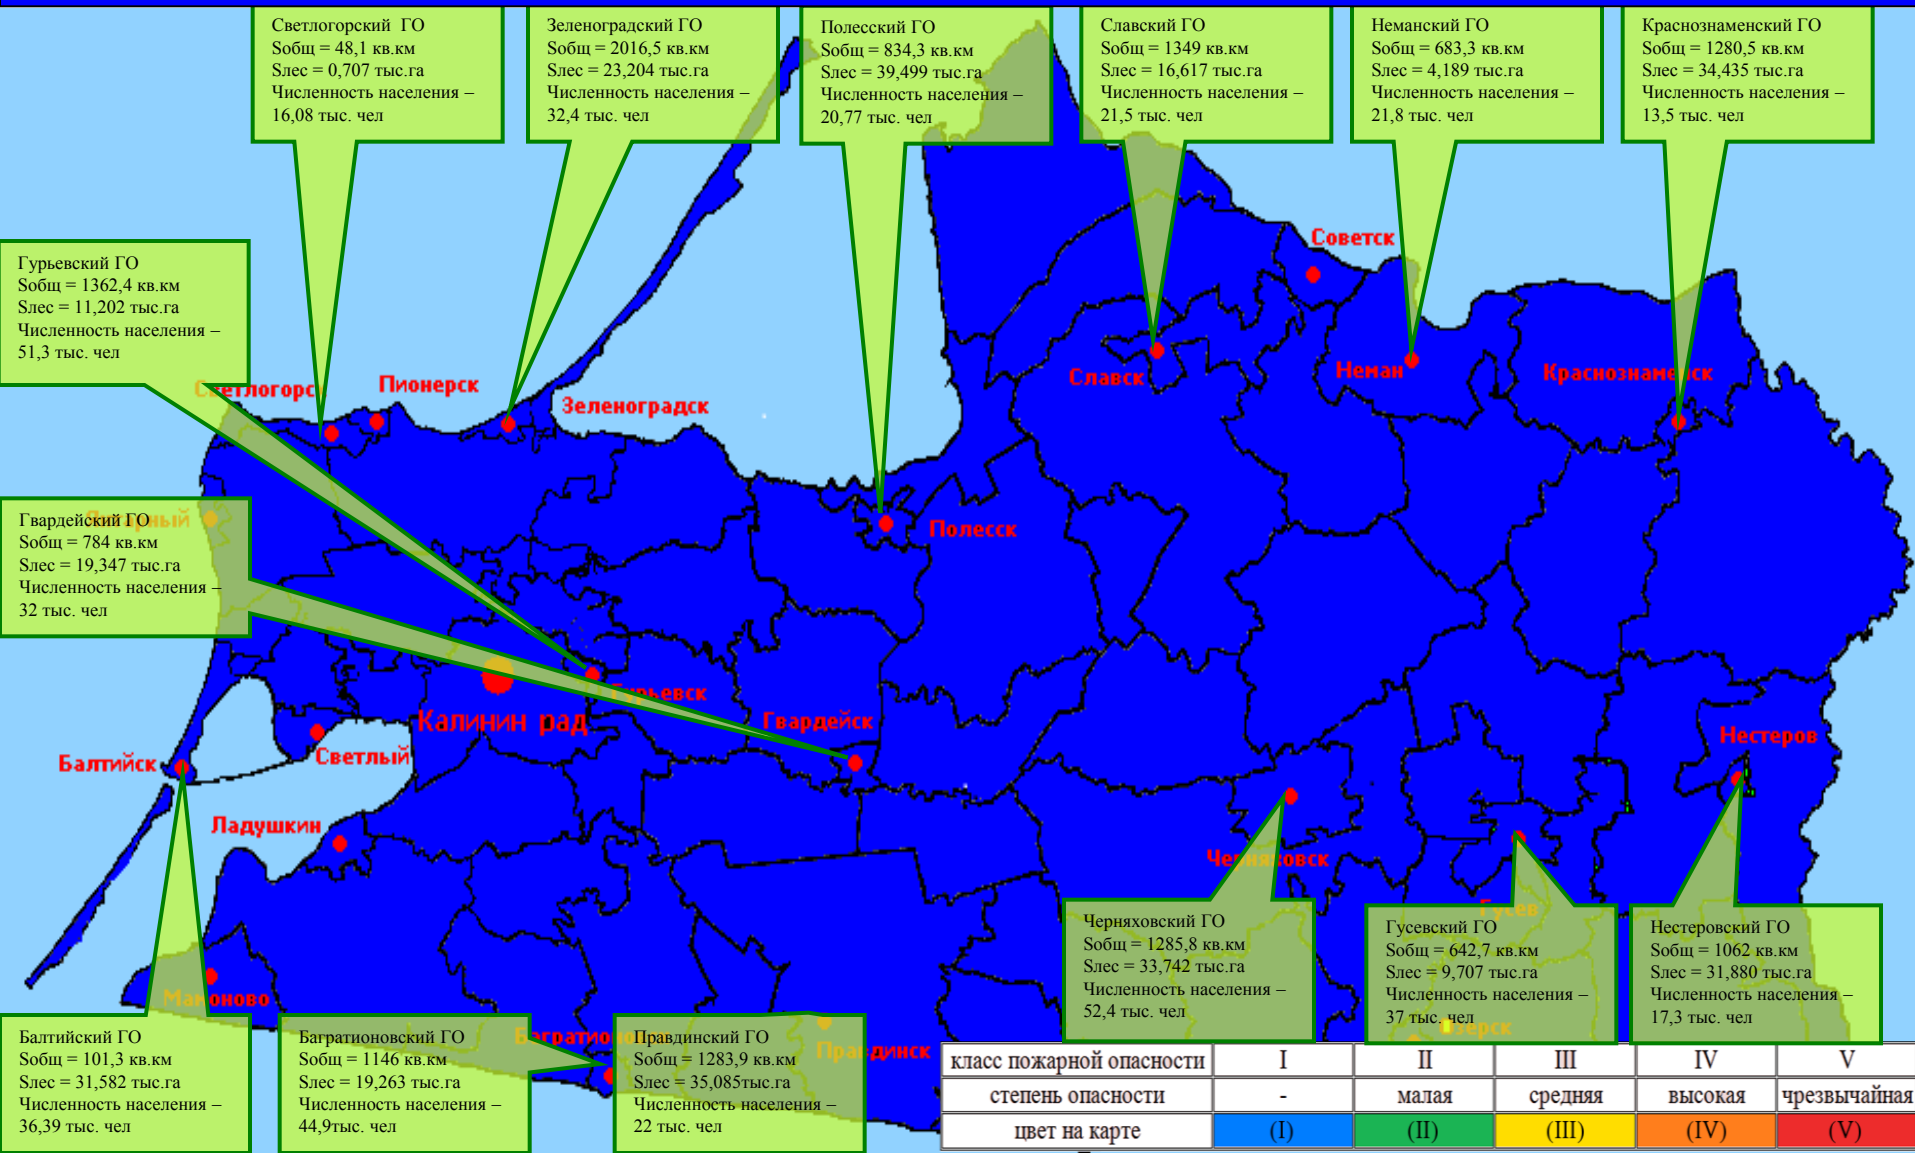 Светлогорский ГО
Sобщ = 48,1 кв.км
Sлес = 0,707 тыс.га
Численность населения –
16,08 тыс. чел
Зеленоградский ГО
Sобщ = 2016,5 кв.км
Sлес = 23,204 тыс.га
Численность населения –
32,4 тыс. чел
Полесский ГО
Sобщ = 834,3 кв.км
Sлес = 39,499 тыс.га
Численность населения –
20,77 тыс. чел
Славский ГО
Sобщ = 1349 кв.км
Sлес = 16,617 тыс.га
Численность населения –
21,5 тыс. чел
Неманский ГО
Sобщ = 683,3 кв.км
Sлес = 4,189 тыс.га
Численность населения –
21,8 тыс. чел
Краснознаменский ГО
Sобщ = 1280,5 кв.км
Sлес = 34,435 тыс.га
Численность населения –
13,5 тыс. чел
Гурьевский ГО
Sобщ = 1362,4 кв.км
Sлес = 11,202 тыс.га
Численность населения –
51,3 тыс. чел
Советск
Славск
Неман
Краснознаменск
Светлогорск
Пионерск
Зеленоградск
Полесск
Янтарный
Гвардейский ГО
Sобщ = 784 кв.км
Sлес = 19,347 тыс.га
Численность населения –
32 тыс. чел
Гурьевск
Калинин рад
Гвардейск
Нестеров
Балтийск
Светлый
Ладушкин
Черняховск
Гусев
Мамоново
Озерск
Багратионовск
Правдинск
Черняховский ГО
Sобщ = 1285,8 кв.км
Sлес = 33,742 тыс.га
Численность населения –
52,4 тыс. чел
Гусевский ГО
Sобщ = 642,7 кв.км
Sлес = 9,707 тыс.га
Численность населения –
37 тыс. чел
Нестеровский ГО
Sобщ = 1062 кв.км
Sлес = 31,880 тыс.га
Численность населения –
17,3 тыс. чел
Балтийский ГО
Sобщ = 101,3 кв.км
Sлес = 31,582 тыс.га
Численность населения –
36,39 тыс. чел
Багратионовский ГО
Sобщ = 1146 кв.км
Sлес = 19,263 тыс.га
Численность населения –
44,9тыс. чел
Правдинский ГО
Sобщ = 1283,9 кв.км
Sлес = 35,085тыс.га
Численность населения –
22 тыс. чел
класс пожарной опасности I II III IV V
степень опасности - малая средняя высокая чрезвычайная
цвет на карте (I) (II) (III) (IV) (V)